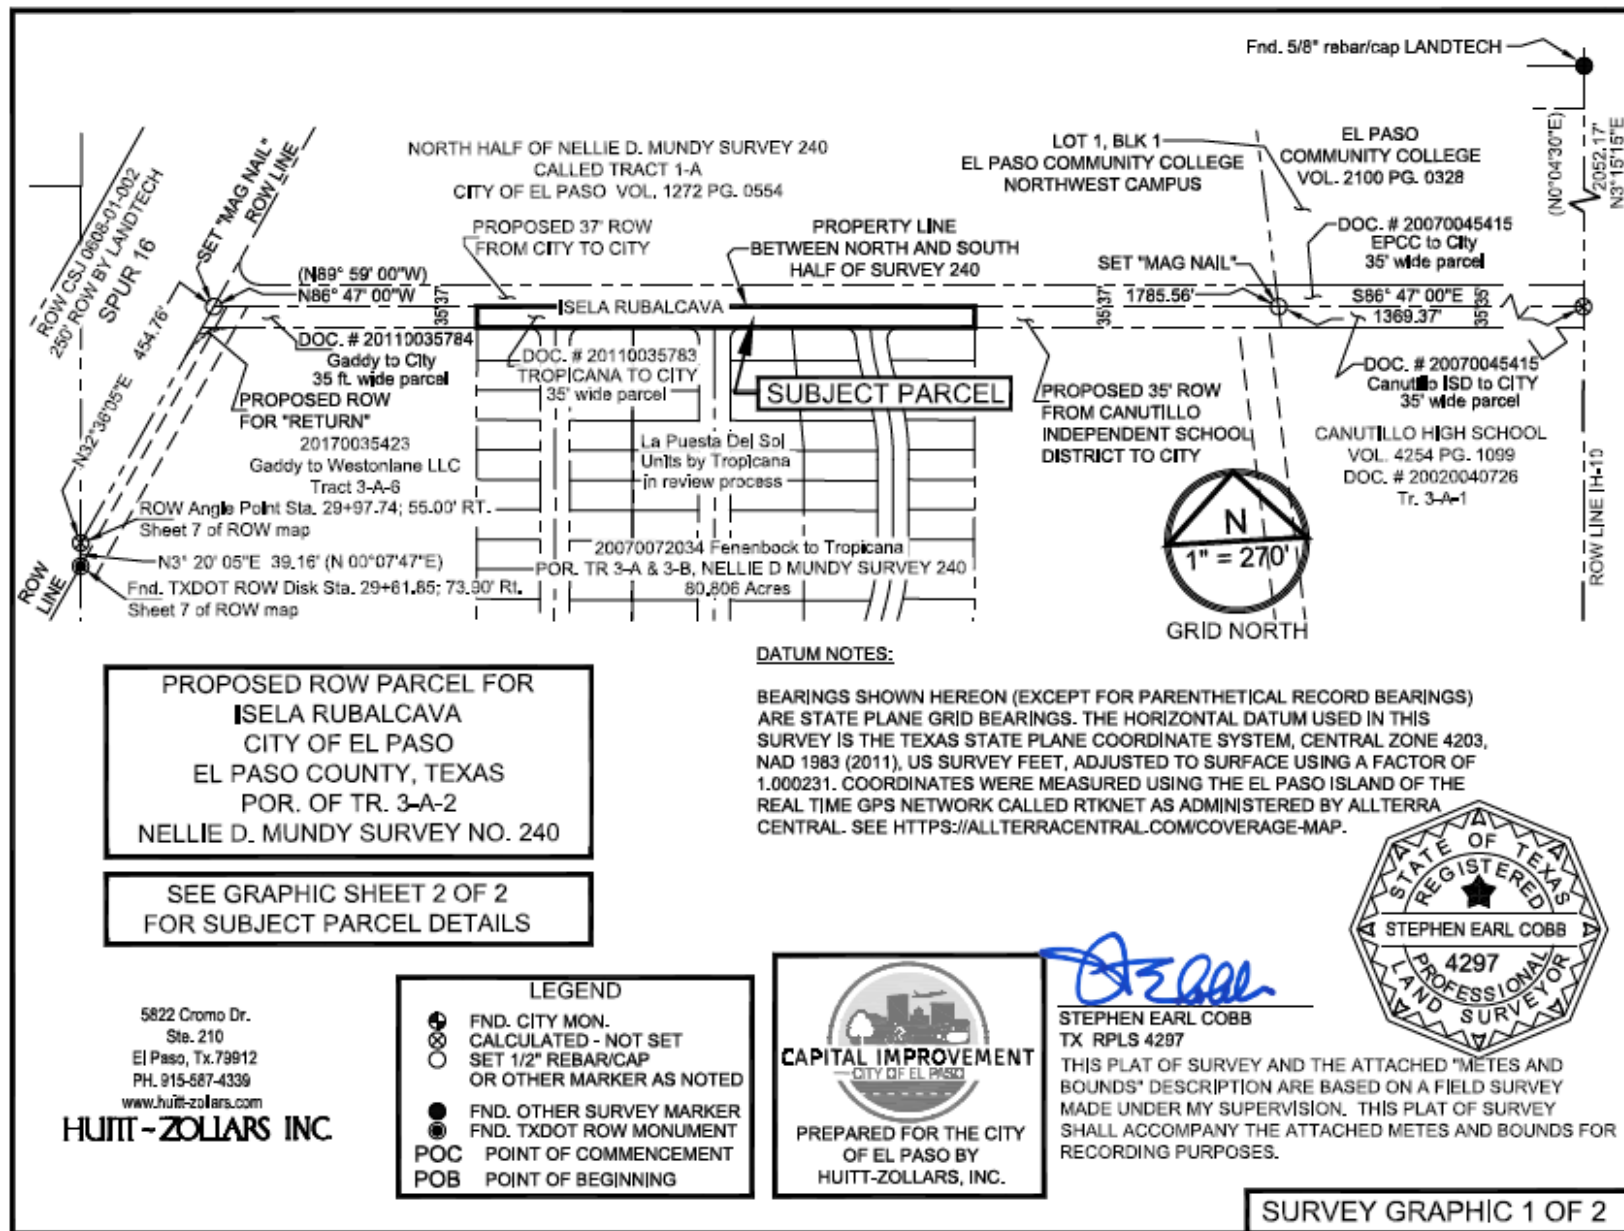 Fnd. 5/8" rebar/cap LANDTECH
(N0°04'30"E)
2052.17'
N3°15'15"E
ROW CSJ 0608-01-002
250' ROW BY LANDTECH
SPUR 16
SET "MAG NAIL"
ROW LINE
NORTH HALF OF NELLIE D. MUNDY SURVEY 240
CALLED TRACT 1-A
CITY OF EL PASO VOL. 1272 PG. 0554
LOT 1, BLK 1
EL PASO COMMUNITY COLLEGE
NORTHWEST CAMPUS
EL PASO
COMMUNITY COLLEGE
VOL. 2100 PG. 0328
PROPOSED 37' ROW
FROM CITY TO CITY
PROPERTY LINE
BETWEEN NORTH AND SOUTH
HALF OF SURVEY 240
DOC. # 20070045415
EPCC to City
35' wide parcel
SET "MAG NAIL"
(N89° 59' 00"W)
N86° 47' 00"W
35'
37'
ISELA RUBALCAVA
35'
37'
1785.56'
S86° 47' 00"E
1369.37'
35'
35'
454.76'
N32°36'05"E
DOC. # 20110035784
Gaddy to City
35 ft. wide parcel
DOC. # 20110035783
TROPICANA TO CITY
35' wide parcel
SUBJECT PARCEL
DOC. # 20070045415
Canutillo ISD to CITY
35' wide parcel
PROPOSED ROW
FOR "RETURN"
20170035423
Gaddy to Westonlane LLC
Tract 3-A-6
PROPOSED 35' ROW
FROM CANUTILLO
INDEPENDENT SCHOOL
DISTRICT TO CITY
CANUTILLO HIGH SCHOOL
VOL. 4254 PG. 1099
DOC. # 20020040726
Tr. 3-A-1
La Puesta Del Sol
Units by Tropicana
in review process
ROW Angle Point Sta. 29+97.74; 55.00' RT.
Sheet 7 of ROW map
N3° 20' 05"E 39.16' (N 00°07'47"E)
Fnd. TXDOT ROW Disk Sta. 29+61.85; 73.90' Rt.
Sheet 7 of ROW map
ROW
LINE
20070072034 Fenenbock to Tropicana
POR. TR 3-A & 3-B, NELLIE D MUNDY SURVEY 240
80.806 Acres
N
1" = 270'
GRID NORTH
ROW LINE IH-10
PROPOSED ROW PARCEL FOR
ISELA RUBALCAVA
CITY OF EL PASO
EL PASO COUNTY, TEXAS
POR. OF TR. 3-A-2
NELLIE D. MUNDY SURVEY NO. 240
SEE GRAPHIC SHEET 2 OF 2
FOR SUBJECT PARCEL DETAILS
DATUM NOTES:
BEARINGS SHOWN HEREON (EXCEPT FOR PARENTHETICAL RECORD BEARINGS)
ARE STATE PLANE GRID BEARINGS. THE HORIZONTAL DATUM USED IN THIS
SURVEY IS THE TEXAS STATE PLANE COORDINATE SYSTEM, CENTRAL ZONE 4203,
NAD 1983 (2011), US SURVEY FEET, ADJUSTED TO SURFACE USING A FACTOR OF
1.000231. COORDINATES WERE MEASURED USING THE EL PASO ISLAND OF THE
REAL TIME GPS NETWORK CALLED RTKNET AS ADMINISTERED BY ALLTERRA
CENTRAL. SEE HTTPS://ALLTERRACENTRAL.COM/COVERAGE-MAP.
STATE OF TEXAS
REGISTERED
STEPHEN EARL COBB
4297
PROFESSIONAL
LAND SURVEYOR
5822 Cromo Dr.
Ste. 210
El Paso, Tx.79912
PH. 915-587-4339
www.huitt-zollars.com
HUITT-ZOLLARS INC.
LEGEND
FND. CITY MON.
CALCULATED - NOT SET
SET 1/2" REBAR/CAP
OR OTHER MARKER AS NOTED
FND. OTHER SURVEY MARKER
FND. TXDOT ROW MONUMENT
POC POINT OF COMMENCEMENT
POB POINT OF BEGINNING
CAPITAL IMPROVEMENT
CITY OF EL PASO
PREPARED FOR THE CITY
OF EL PASO BY
HUITT-ZOLLARS, INC.
STEPHEN EARL COBB
TX RPLS 4297
THIS PLAT OF SURVEY AND THE ATTACHED "METES AND
BOUNDS" DESCRIPTION ARE BASED ON A FIELD SURVEY
MADE UNDER MY SUPERVISION. THIS PLAT OF SURVEY
SHALL ACCOMPANY THE ATTACHED METES AND BOUNDS FOR
RECORDING PURPOSES.
SURVEY GRAPHIC 1 OF 2